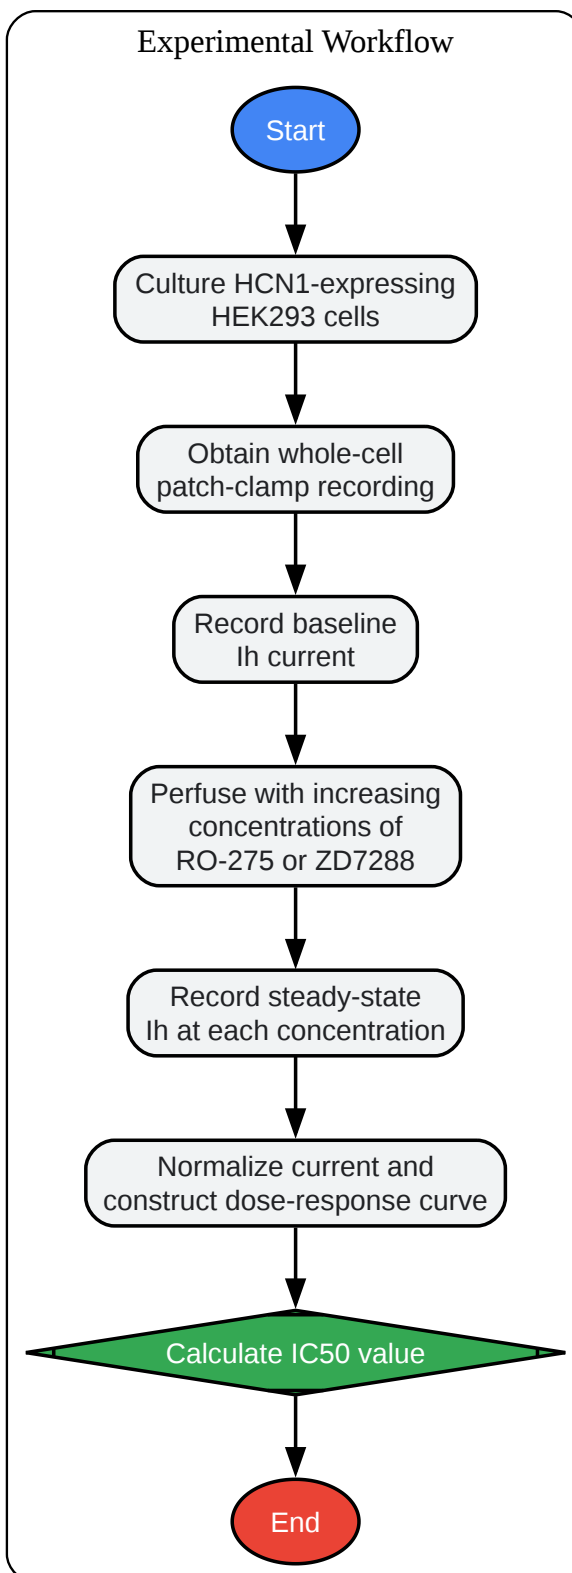 Experimental Workflow
Start
Culture HCN1-expressing
HEK293 cells
Obtain whole-cell
patch-clamp recording
Record baseline
Ih current
Perfuse with increasing
concentrations of
RO-275 or ZD7288
Record steady-state
Ih at each concentration
Normalize current and
construct dose-response curve
Calculate IC50 value
End